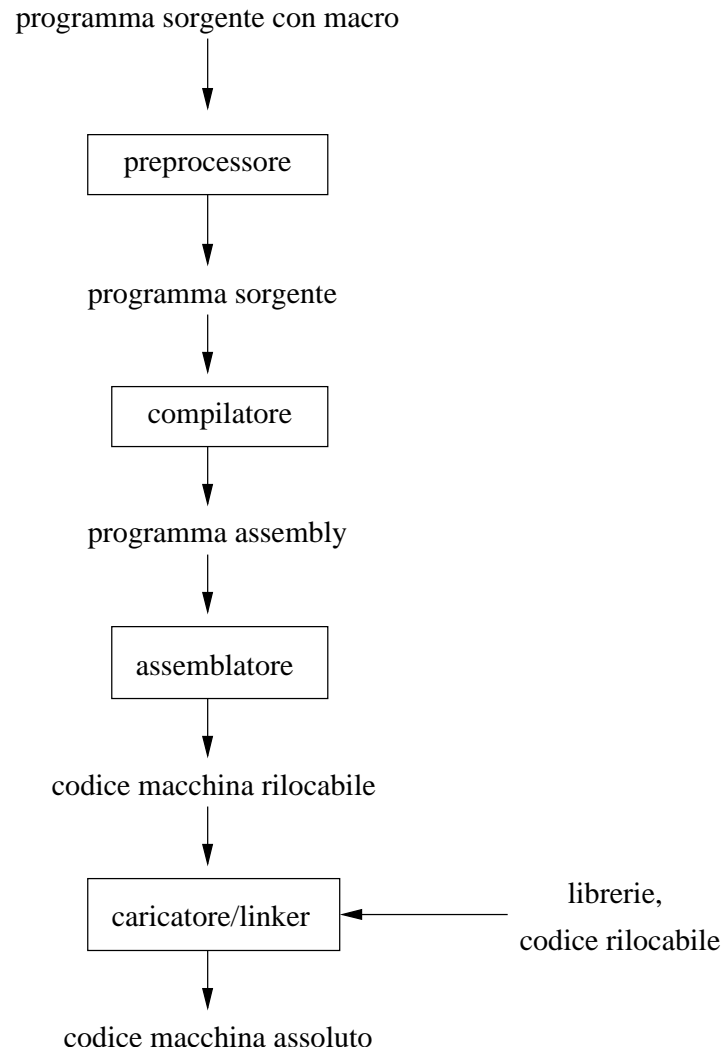 programma sorgente con macro
preprocessore
programma sorgente
compilatore
programma assembly
assemblatore
codice macchina rilocabile
caricatore/linker
librerie,
codice rilocabile
codice macchina assoluto